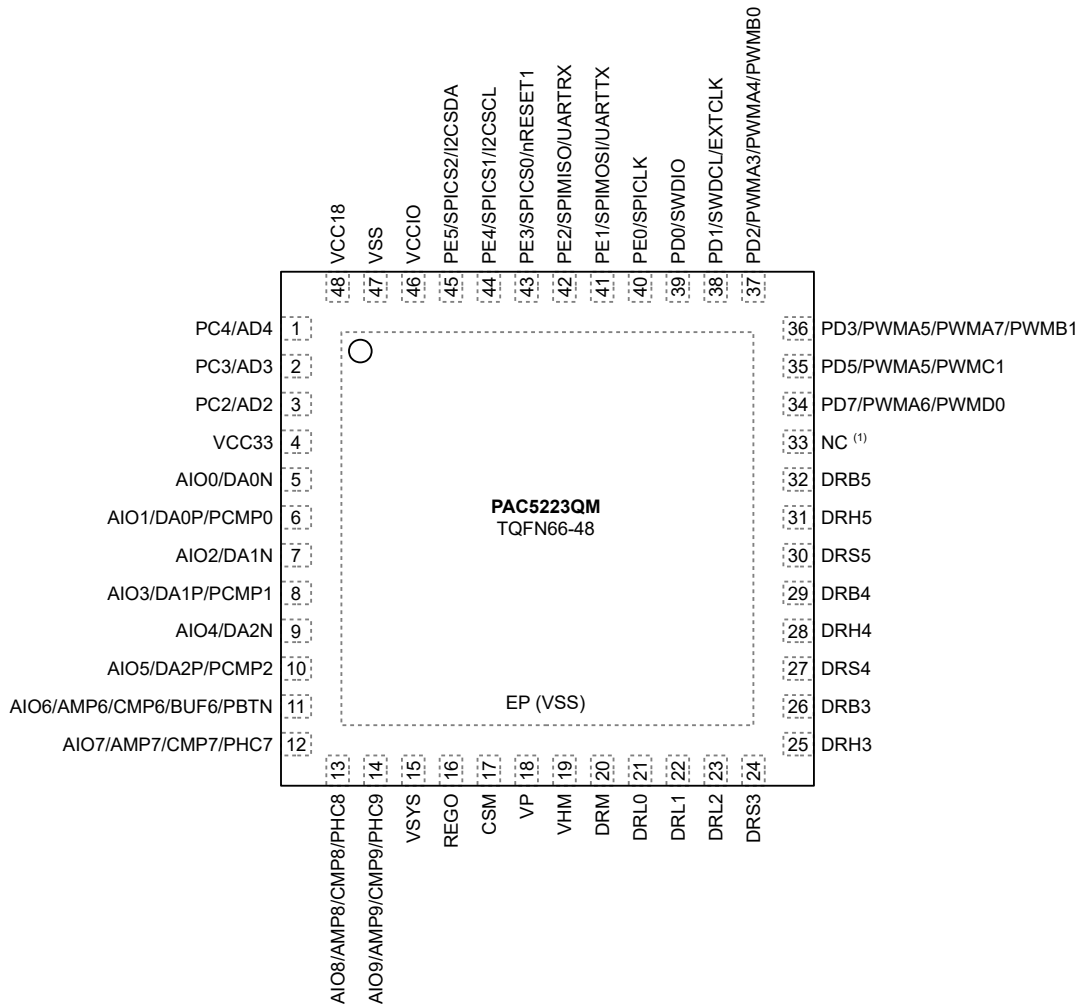 VCC18
VSS
VCCIO
PE5/SPICS2/I2CSDA
PE4/SPICS1/I2CSCL
PE3/SPICS0/nRESET1
PE2/SPIMISO/UARTRX
PE1/SPIMOSI/UARTTX
PE0/SPICLK
PD0/SWDIO
PD1/SWDCL/EXTCLK
PD2/PWMA3/PWMA4/PWMB0
48
47
46
45
44
43
42
41
40
39
38
37
PC4/AD4 1
PC3/AD3 2
PC2/AD2 3
VCC33 4
AIO0/DA0N 5
AIO1/DA0P/PCMP0 6
AIO2/DA1N 7
AIO3/DA1P/PCMP1 8
AIO4/DA2N 9
AIO5/DA2P/PCMP2 10
AIO6/AMP6/CMP6/BUF6/PBTN 11
AIO7/AMP7/CMP7/PHC7 12
PAC5223QM
TQFN66-48
EP (VSS)
36 PD3/PWMA5/PWMA7/PWMB1
35 PD5/PWMA5/PWMC1
34 PD7/PWMA6/PWMD0
33 NC (1)
32 DRB5
31 DRH5
30 DRS5
29 DRB4
28 DRH4
27 DRS4
26 DRB3
25 DRH3
13
14
15
16
17
18
19
20
21
22
23
24
AIO8/AMP8/CMP8/PHC8
AIO9/AMP9/CMP9/PHC9
VSYS
REGO
CSM
VP
VHM
DRM
DRL0
DRL1
DRL2
DRS3